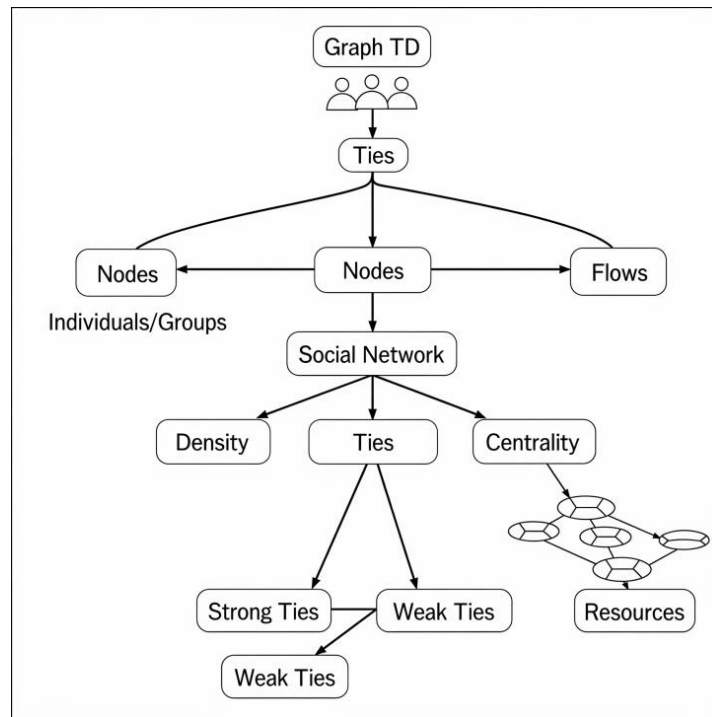 Graph TD
Ties
Nodes
Nodes
Flows
Individuals/Groups
Social Network
Density
Ties
Centrality
Strong Ties
Weak Ties
Resources
Weak Ties